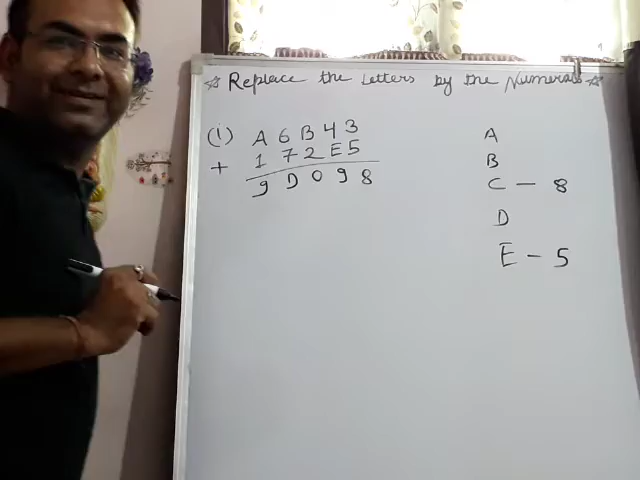 ☆ Replace the Letters by the Numerals ☆
(1) A 6 B 4 3
+ 1 7 2 E 5
9 D 0 9 8
A
B
C — 8
D
E — 5